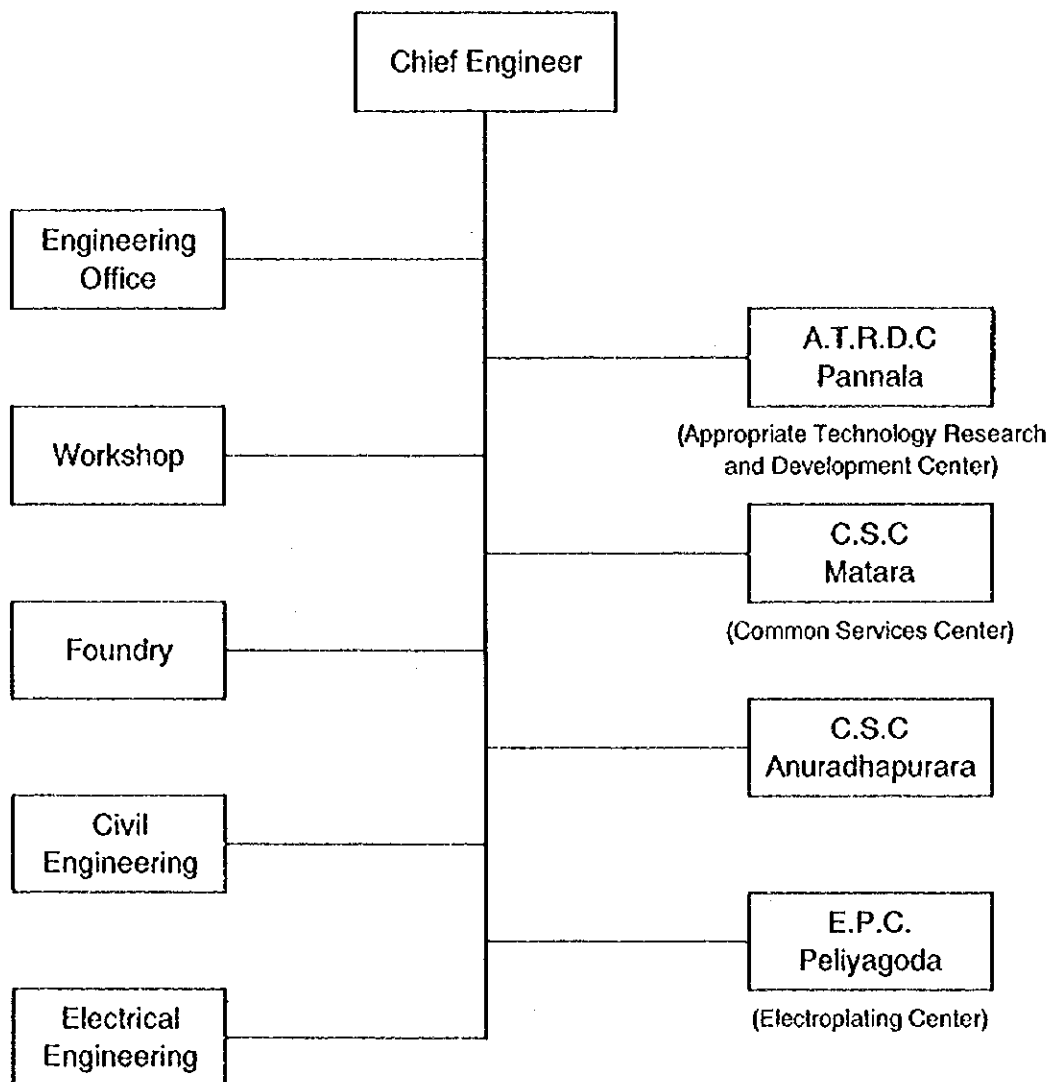 Chief Engineer
Engineering
Office
A.T.R.D.C
Pannala
(Appropriate Technology Research
and Development Center)
Workshop
C.S.C
Matara
(Common Services Center)
Foundry
C.S.C
Anuradhapurara
Civil
Engineering
E.P.C.
Peliyagoda
(Electroplating Center)
Electrical
Engineering